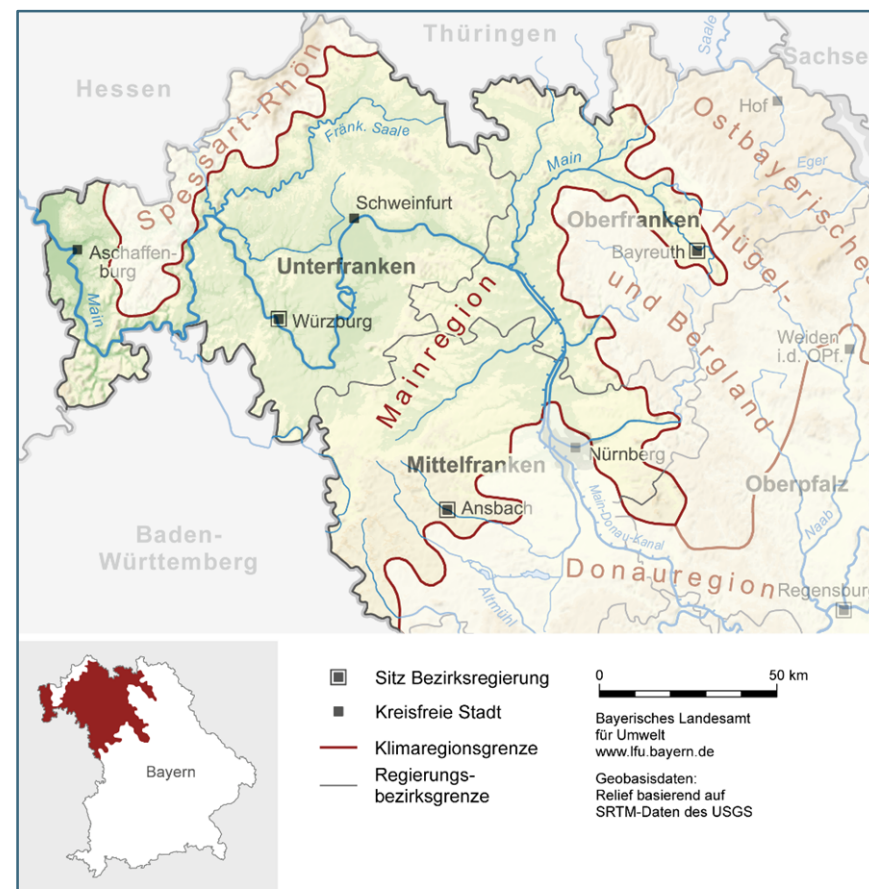 Thüringen
Saale
Sachse
Hessen
Spessart-Rhön
Fränk. Saale
Main
Hof
Ostbayerisches
Hügel-
und Bergland
Eger
Schweinfurt
Oberfranken
Bayreuth
Aschaffen-
burg
Main
Unterfranken
Würzburg
Mainregion
Weiden
i.d. OPf.
Mittelfranken
Nürnberg
Ansbach
Oberpfalz
Main-Donau-Kanal
Naab
Baden-
Württemberg
Donauregion
Altmühl
Regensburg
Bayern
Sitz Bezirksregierung
Kreisfreie Stadt
Klimaregionsgrenze
Regierungs-
bezirksgrenze
0 50 km
Bayerisches Landesamt
für Umwelt
www.lfu.bayern.de
Geobasisdaten:
Relief basierend auf
SRTM-Daten des USGS